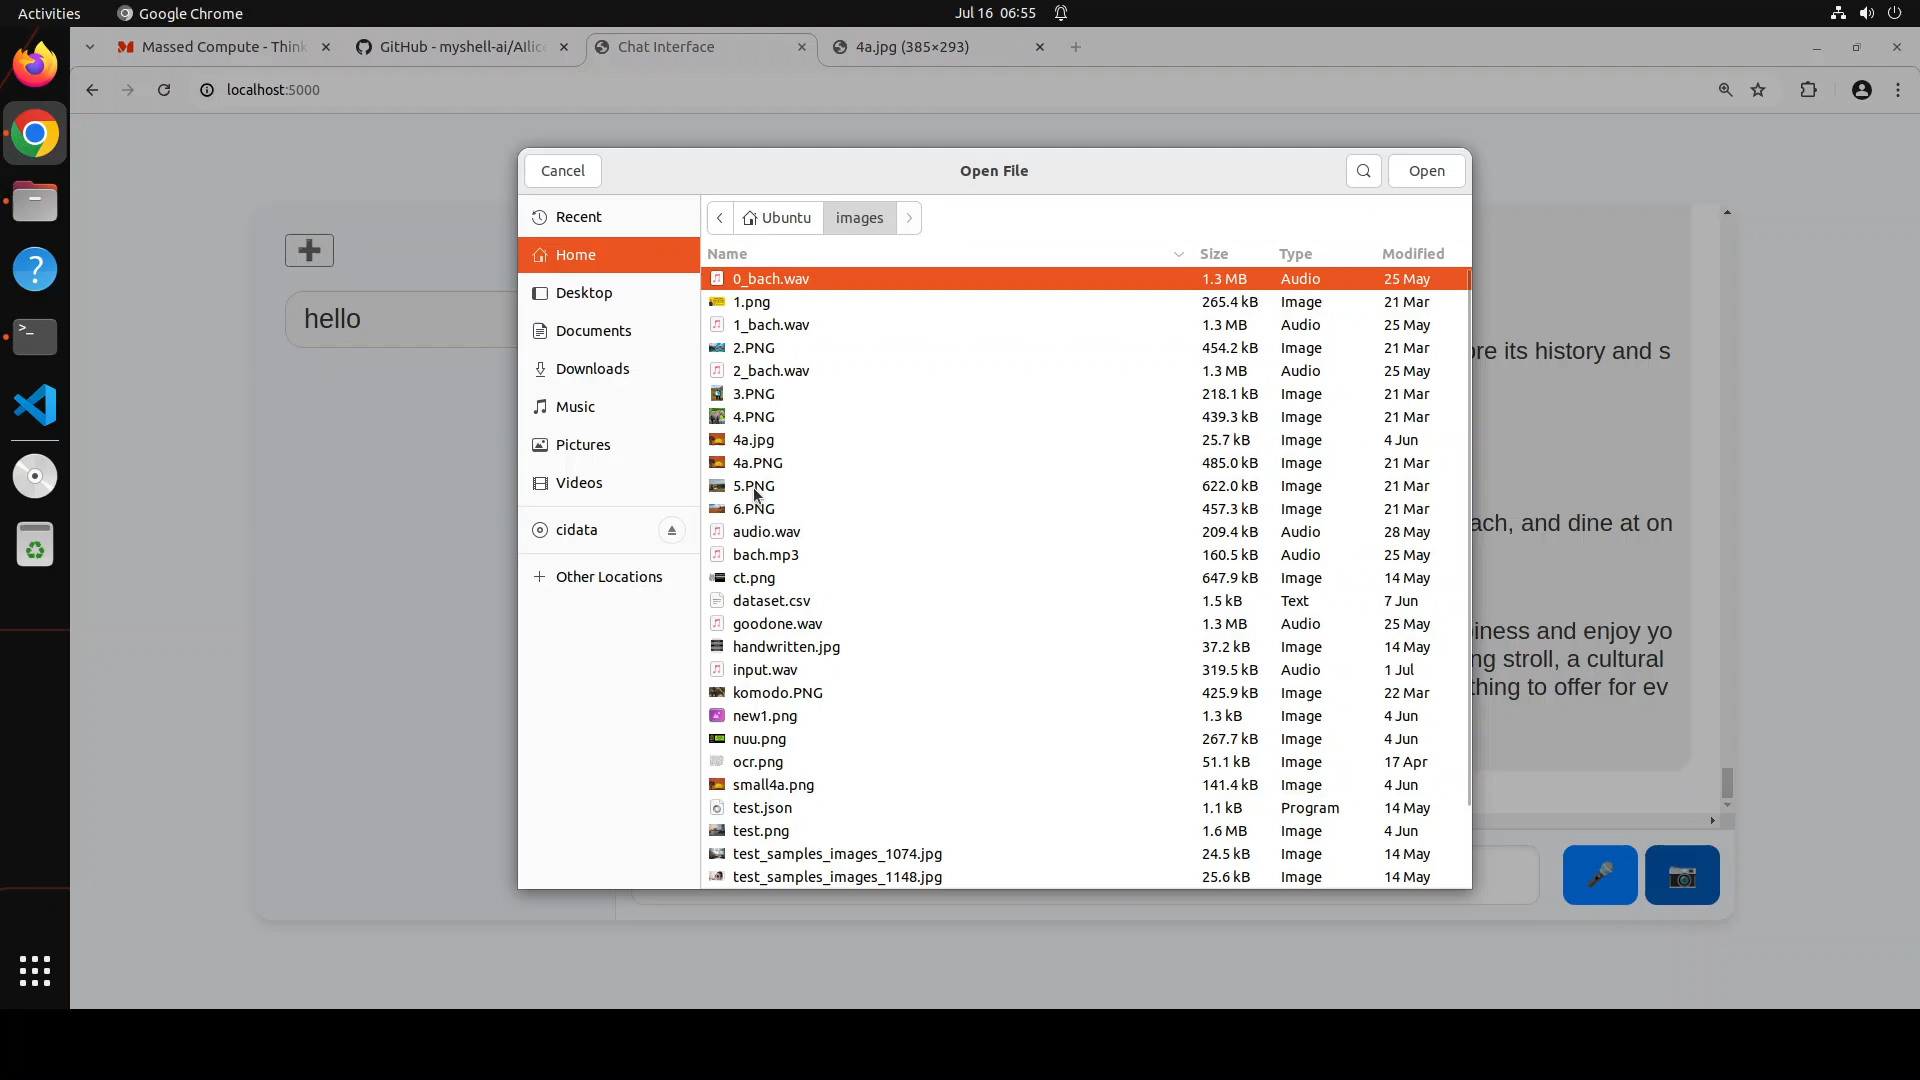 Activities
Google Chrome
Jul 16 06:55
Massed Compute - Think
GitHub - myshell-ai/AIlice
Chat Interface
4a.jpg (385×293)
localhost:5000
Cancel
Open File
Open
Recent
Home
Desktop
Documents
Downloads
Music
Pictures
Videos
cidata
Other Locations
Ubuntu
images
Name Size Type Modified
0_bach.wav 1.3 MB Audio 25 May
1.png 265.4 kB Image 21 Mar
1_bach.wav 1.3 MB Audio 25 May
2.PNG 454.2 kB Image 21 Mar
2_bach.wav 1.3 MB Audio 25 May
3.PNG 218.1 kB Image 21 Mar
4.PNG 439.3 kB Image 21 Mar
4a.jpg 25.7 kB Image 4 Jun
4a.PNG 485.0 kB Image 21 Mar
5.PNG 622.0 kB Image 21 Mar
6.PNG 457.3 kB Image 21 Mar
audio.wav 209.4 kB Audio 28 May
bach.mp3 160.5 kB Audio 25 May
ct.png 647.9 kB Image 14 May
dataset.csv 1.5 kB Text 7 Jun
goodone.wav 1.3 MB Audio 25 May
handwritten.jpg 37.2 kB Image 14 May
input.wav 319.5 kB Audio 1 Jul
komodo.PNG 425.9 kB Image 22 Mar
new1.png 1.3 kB Image 4 Jun
nuu.png 267.7 kB Image 4 Jun
ocr.png 51.1 kB Image 17 Apr
small4a.png 141.4 kB Image 4 Jun
test.json 1.1 kB Program 14 May
test.png 1.6 MB Image 4 Jun
test_samples_images_1074.jpg 24.5 kB Image 14 May
test_samples_images_1148.jpg 25.6 kB Image 14 May
hello
ore its history and s
ach, and dine at on
iness and enjoy yo
ng stroll, a cultural
thing to offer for ev